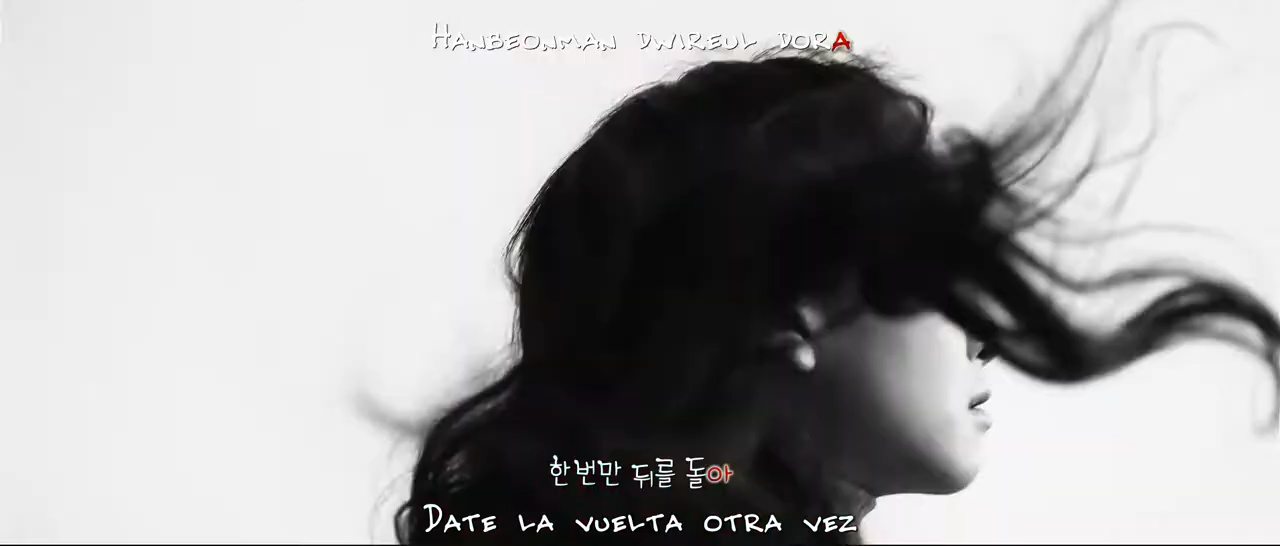 Hanbeonman dwireul dora
한번만 뒤를 돌아
Date la vuelta otra vez